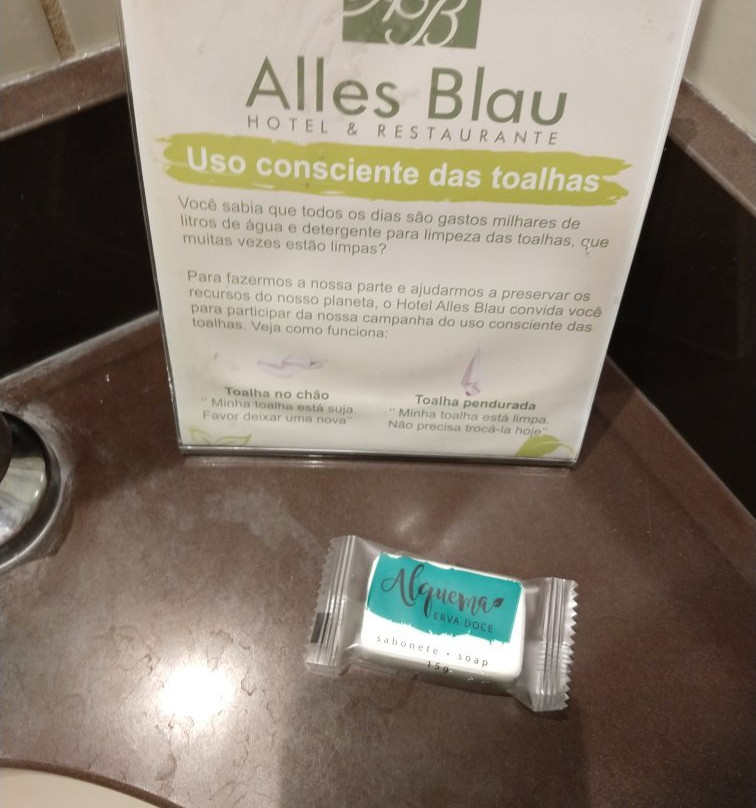 AB
Alles Blau
HOTEL & RESTAURANTE
Uso consciente das toalhas
Você sabia que todos os dias são gastos milhares de
litros de água e detergente para limpeza das toalhas, que
muitas vezes estão limpas?
Para fazermos a nossa parte e ajudarmos a preservar os
recursos do nosso planeta, o Hotel Alles Blau convida você
para participar da nossa campanha do uso consciente das
toalhas. Veja como funciona:
Toalha no chão
" Minha toalha está suja.
Favor deixar uma nova"
Toalha pendurada
" Minha toalha está limpa.
Não precisa trocá-la hoje"
Alquema
ERVA DOCE
sabonete - soap
15g